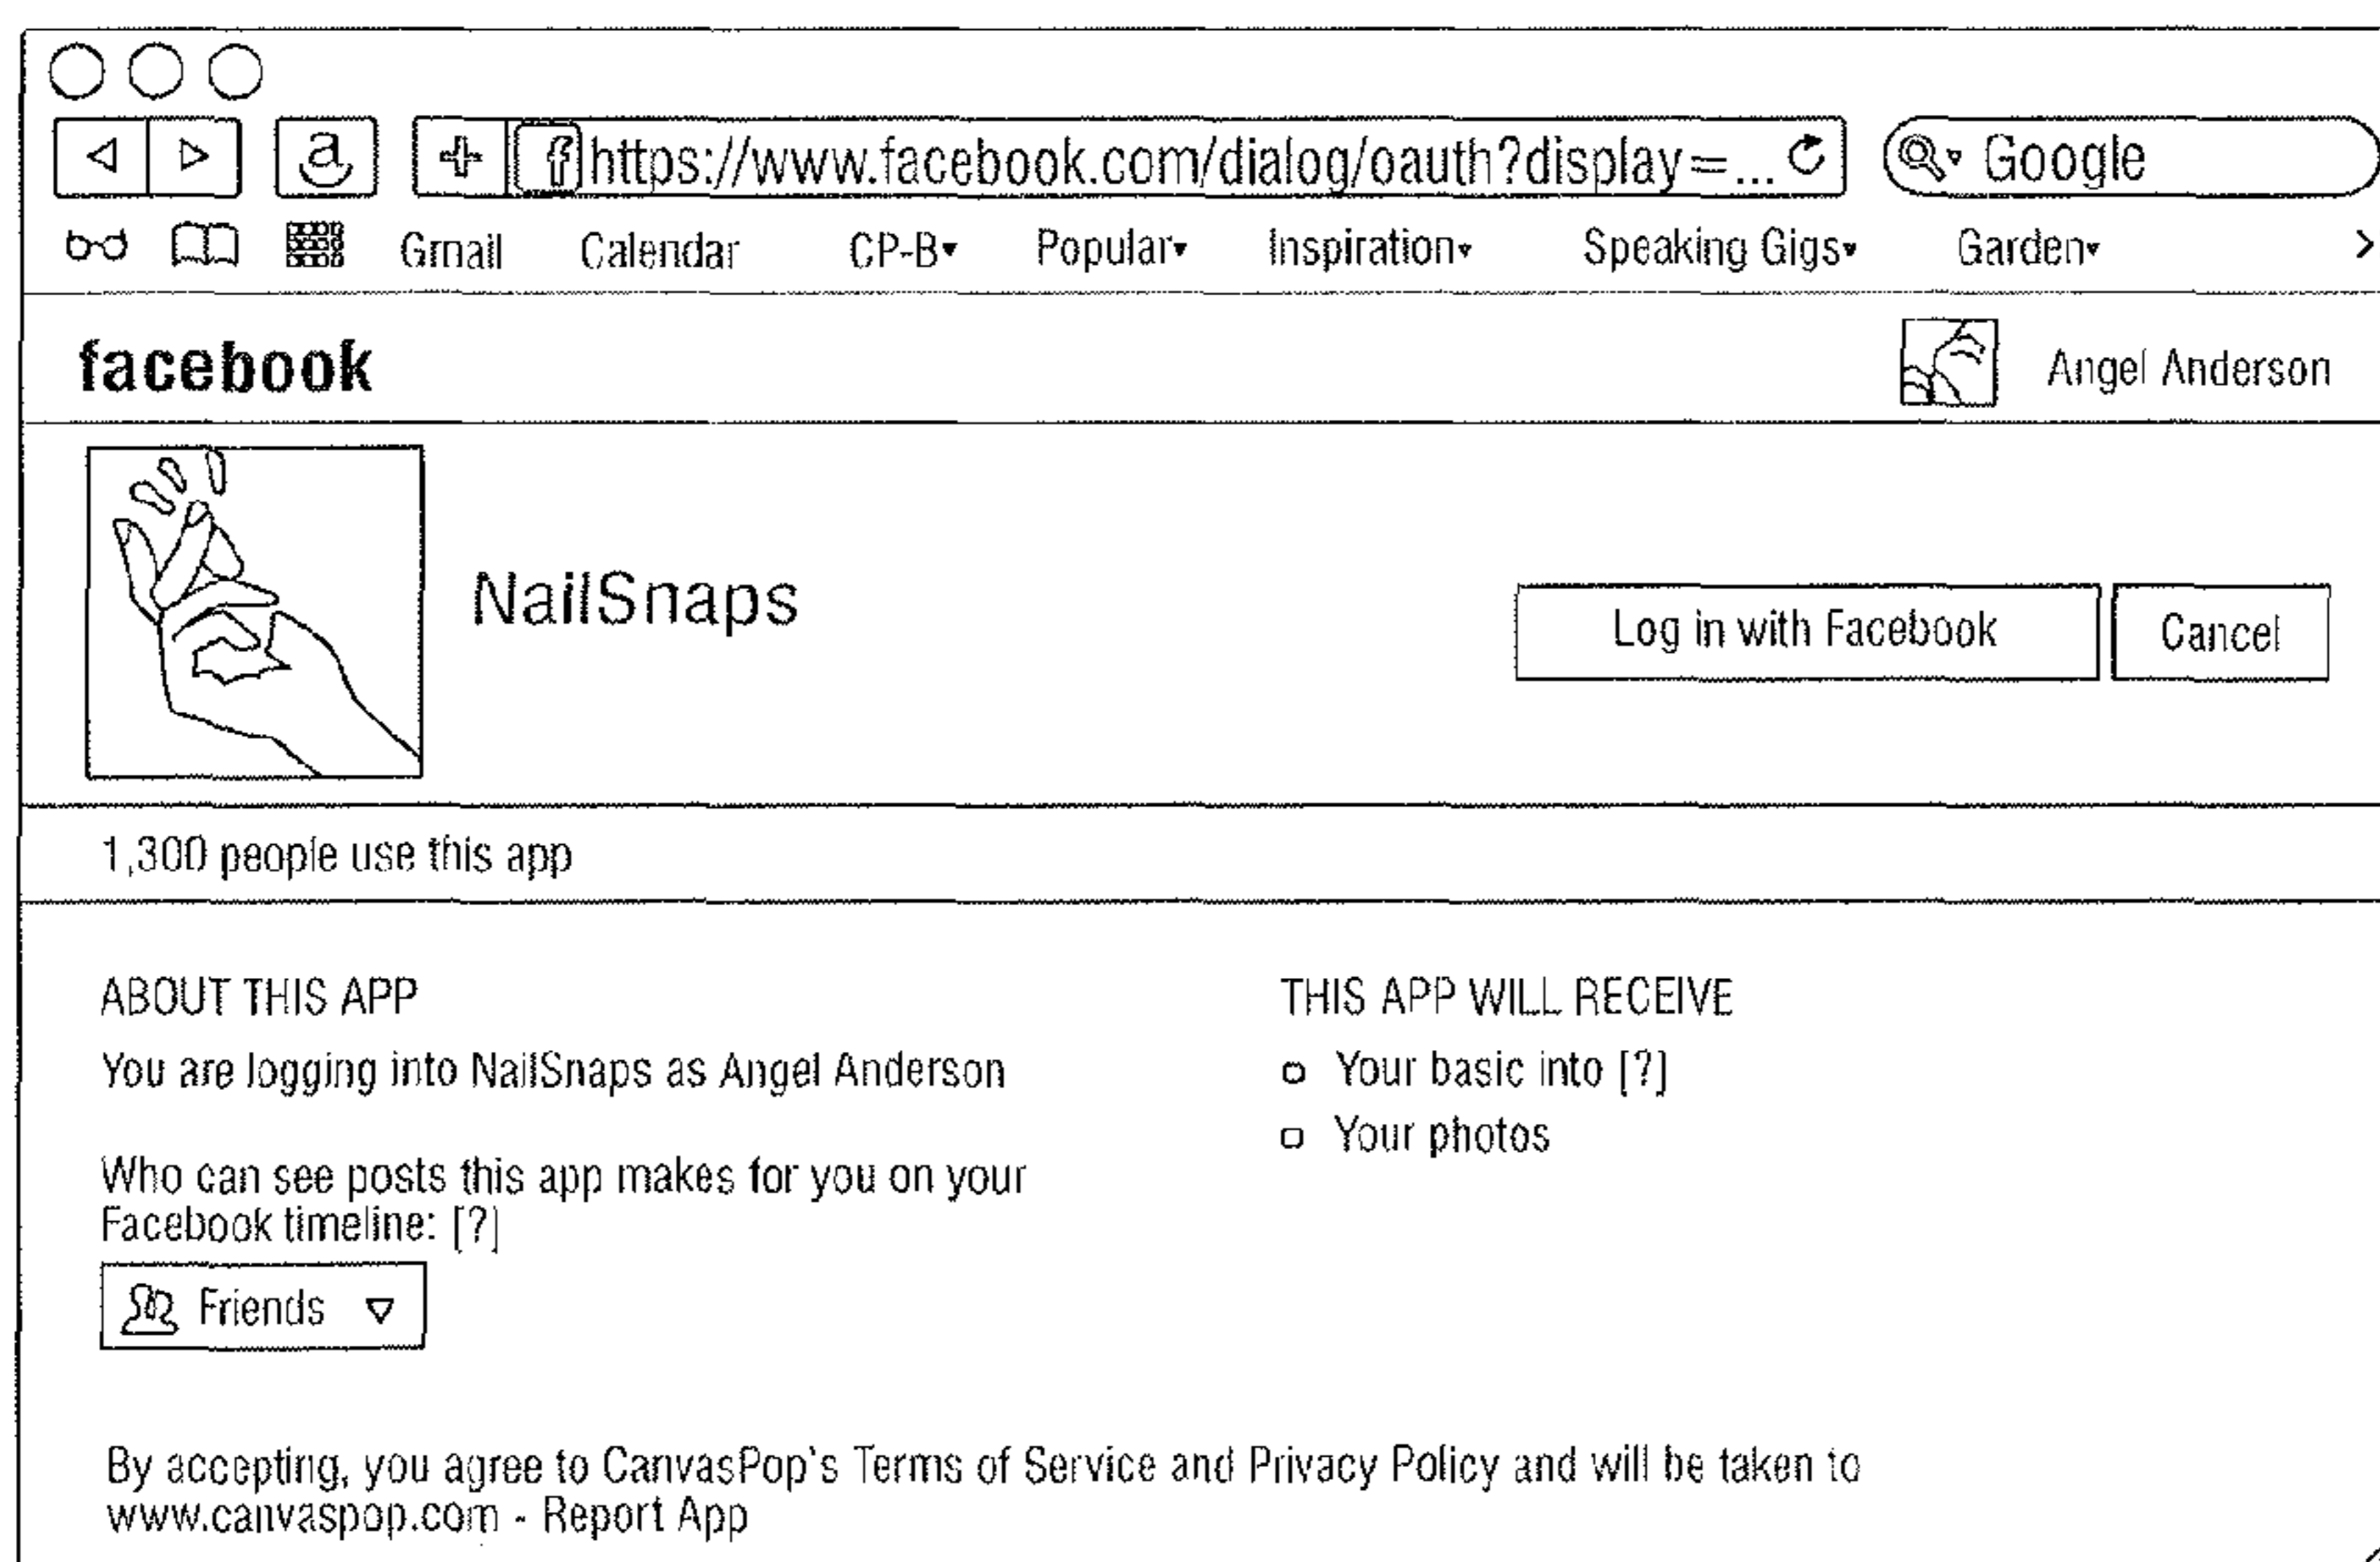 a f https://www.facebook.com/dialog/oauth?display=... Google
Gmail Calendar CP-B Popular Inspiration Speaking Gigs Garden >
facebook Angel Anderson
NailSnaps Log in with Facebook Cancel
1,300 people use this app
ABOUT THIS APP
You are logging into NailSnaps as Angel Anderson
Who can see posts this app makes for you on your
Facebook timeline: [?]
Friends
THIS APP WILL RECEIVE
Your basic into [?]
Your photos
By accepting, you agree to CanvasPop's Terms of Service and Privacy Policy and will be taken to
www.canvaspop.com - Report App